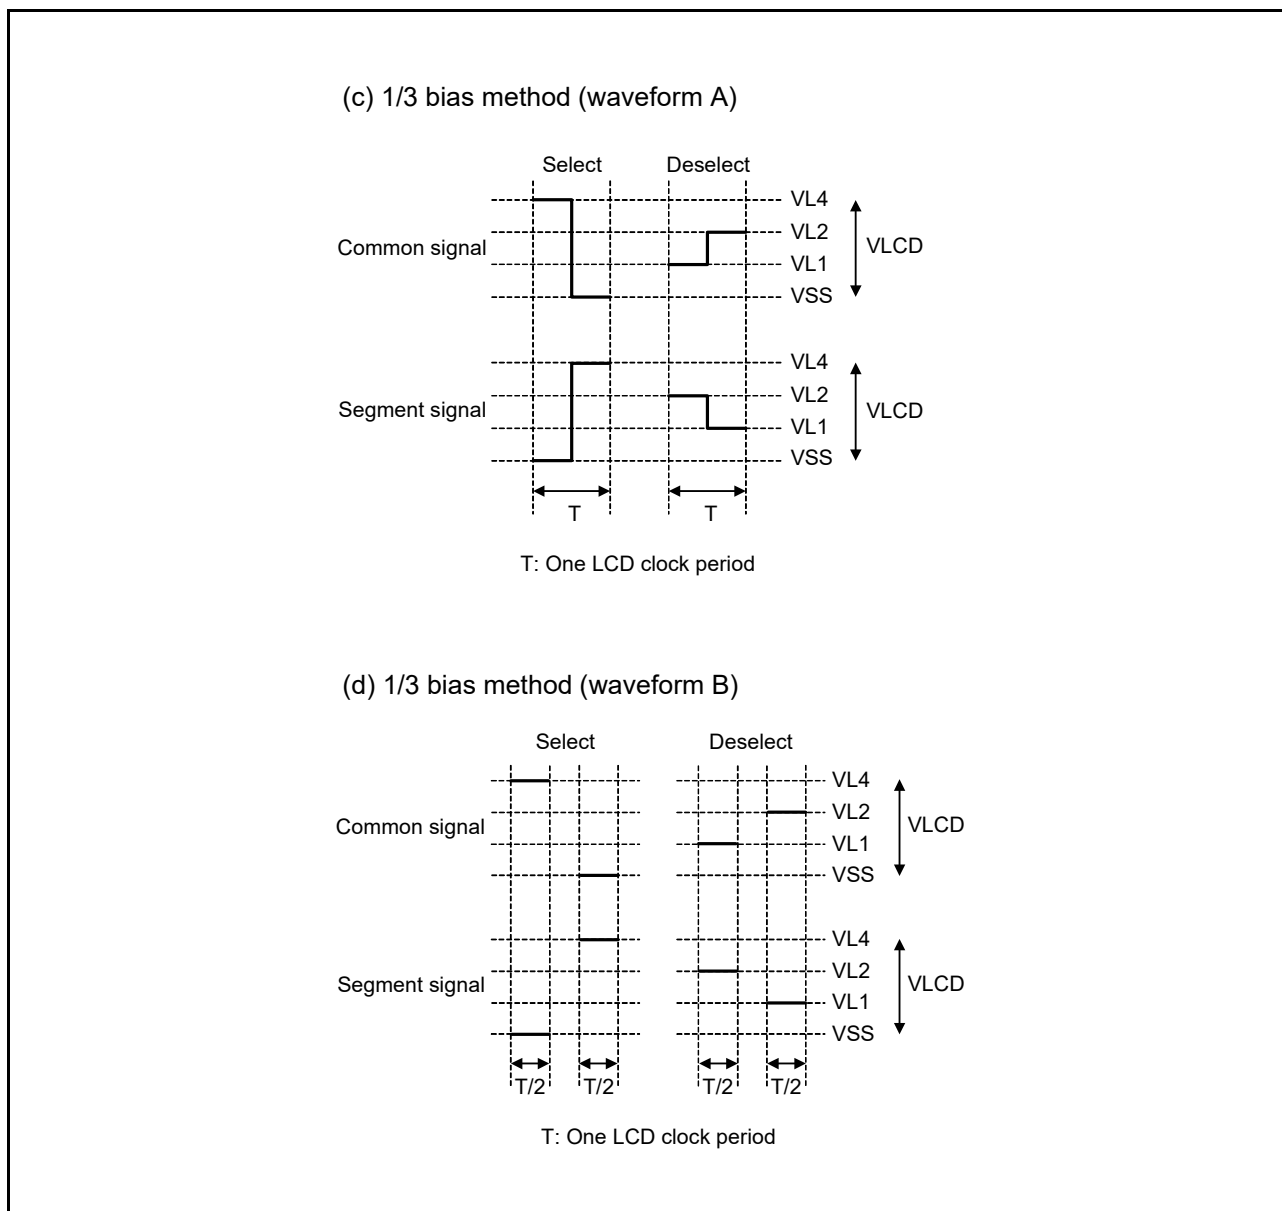 (c) 1/3 bias method (waveform A)
Select Deselect
VL4
VL2
Common signal VLCD
VL1
VSS
VL4
VL2
Segment signal VLCD
VL1
VSS
T T
T: One LCD clock period
(d) 1/3 bias method (waveform B)
Select Deselect
VL4
VL2
Common signal VLCD
VL1
VSS
VL4
VL2
Segment signal VLCD
VL1
VSS
T/2 T/2 T/2 T/2
T: One LCD clock period